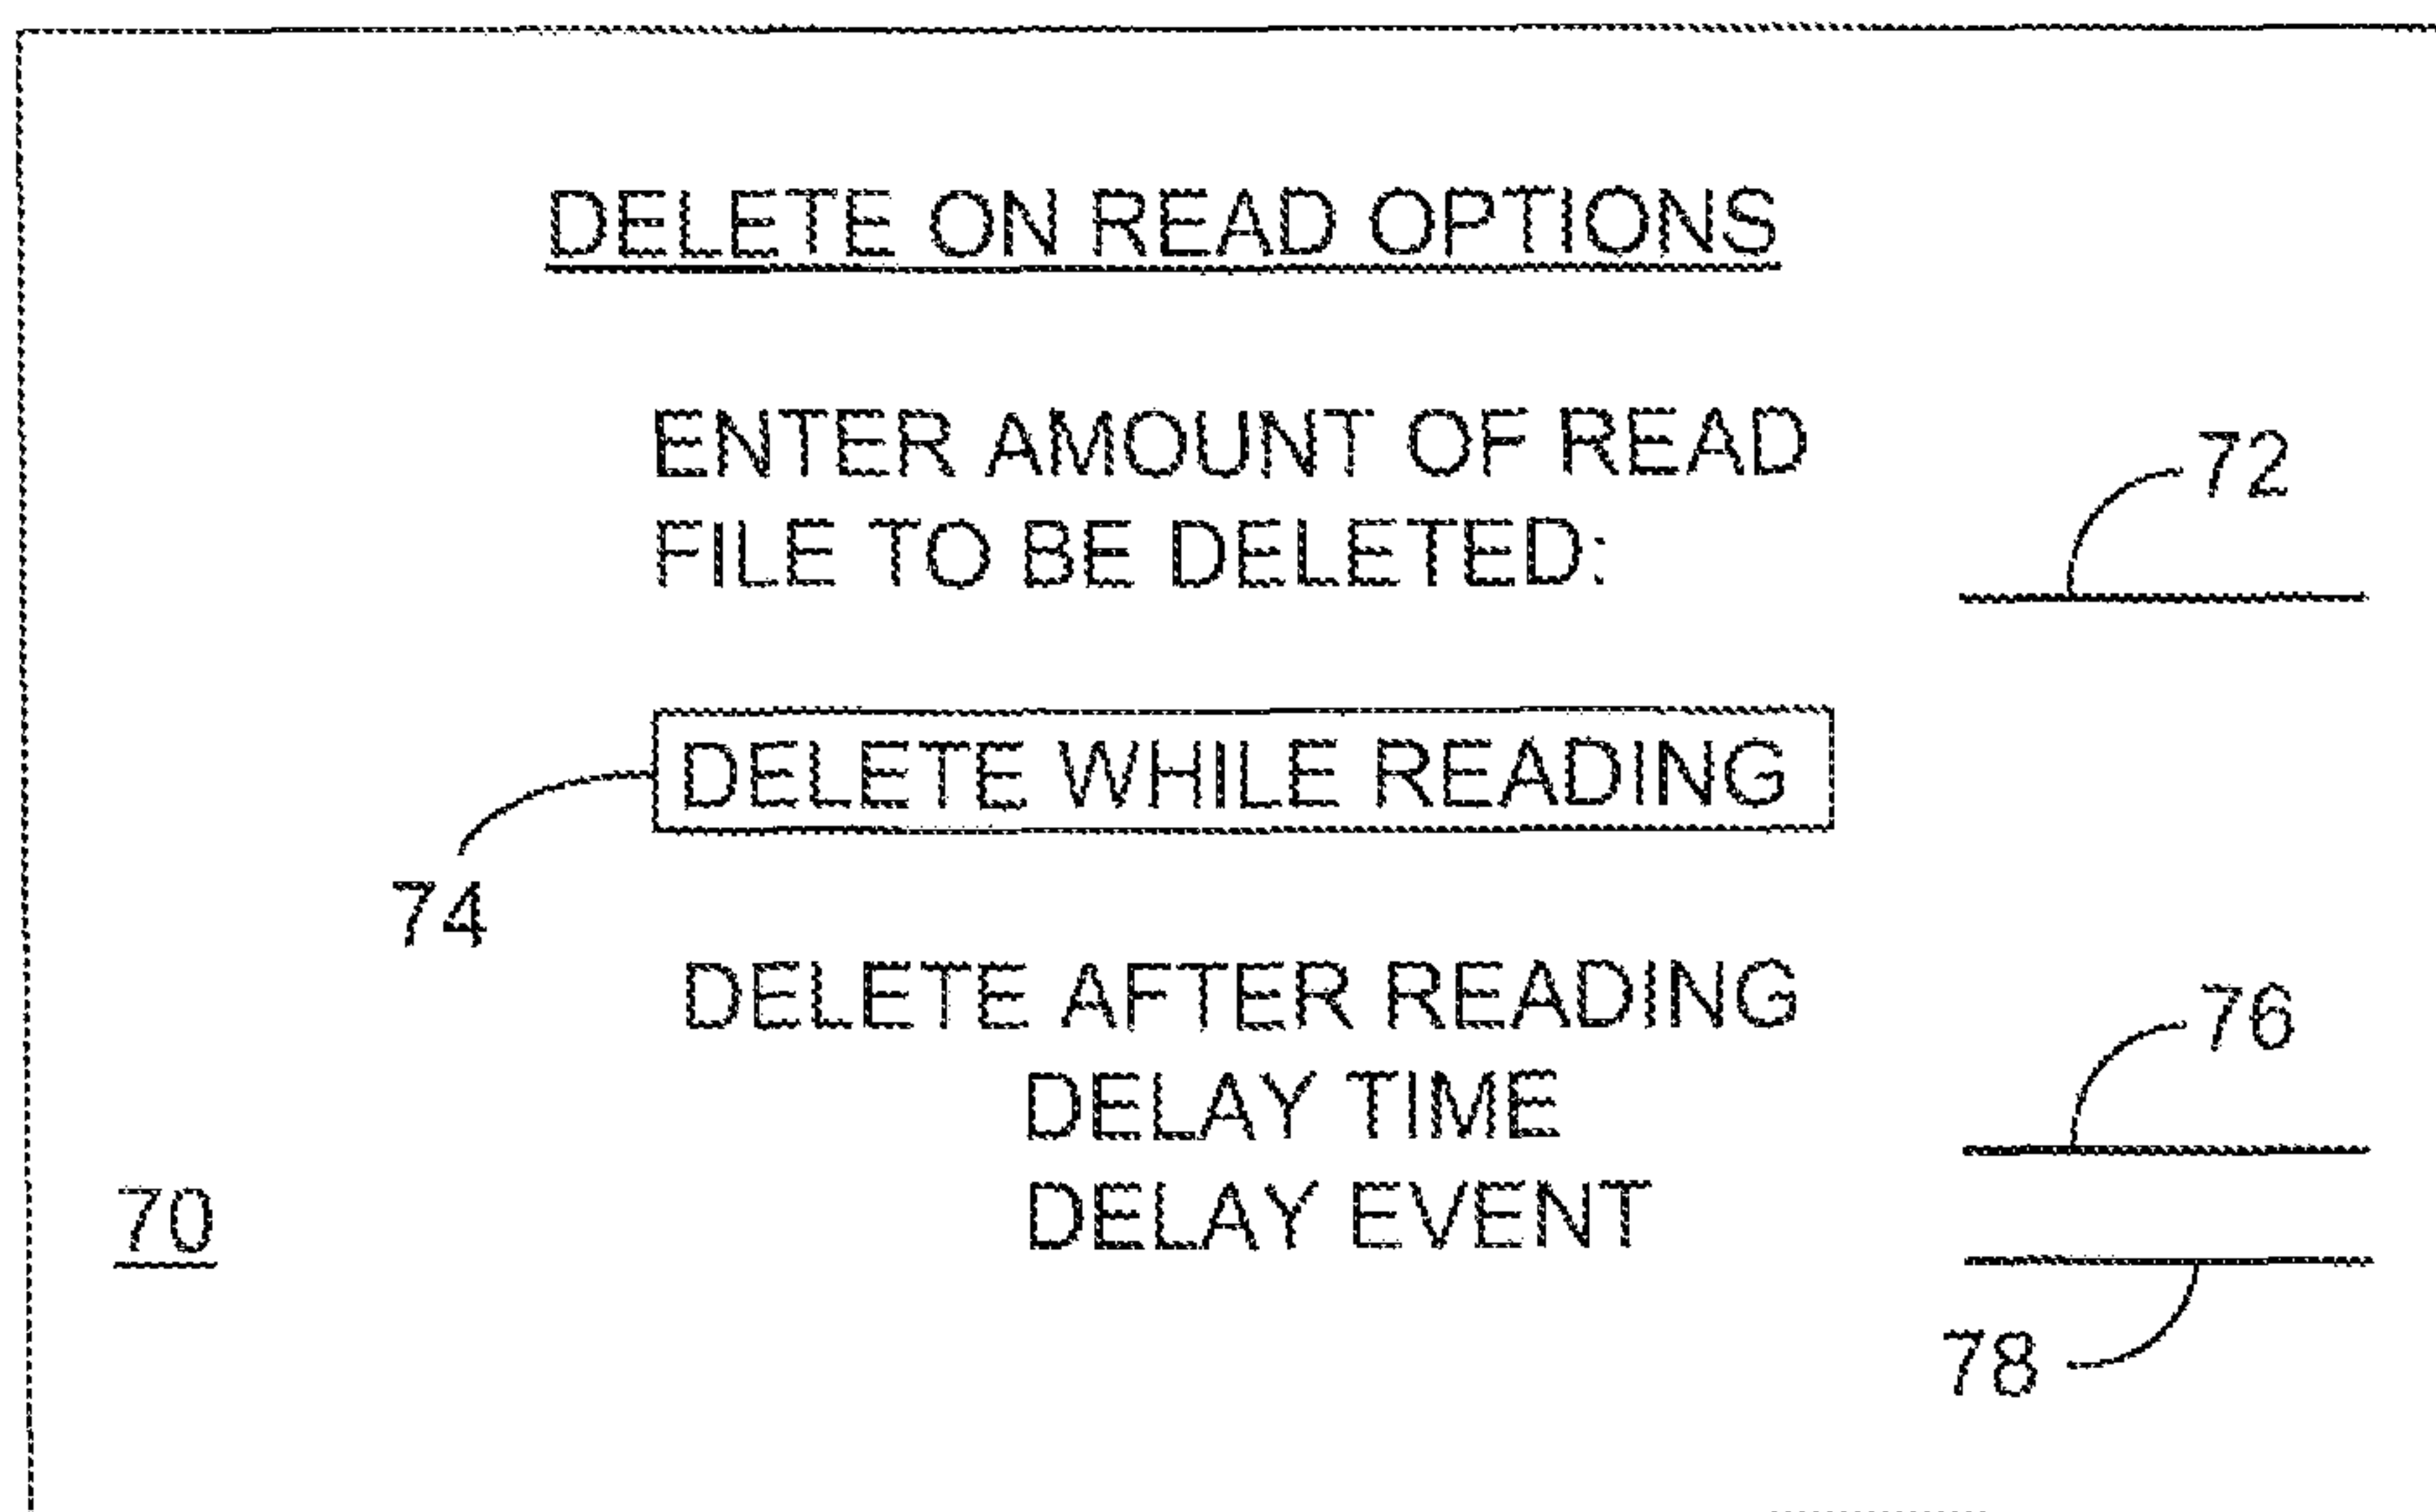 DELETE ON READ OPTIONS
ENTER AMOUNT OF READ
FILE TO BE DELETED:
72
DELETE WHILE READING
74
DELETE AFTER READING
76
DELAY TIME
DELAY EVENT
70
78